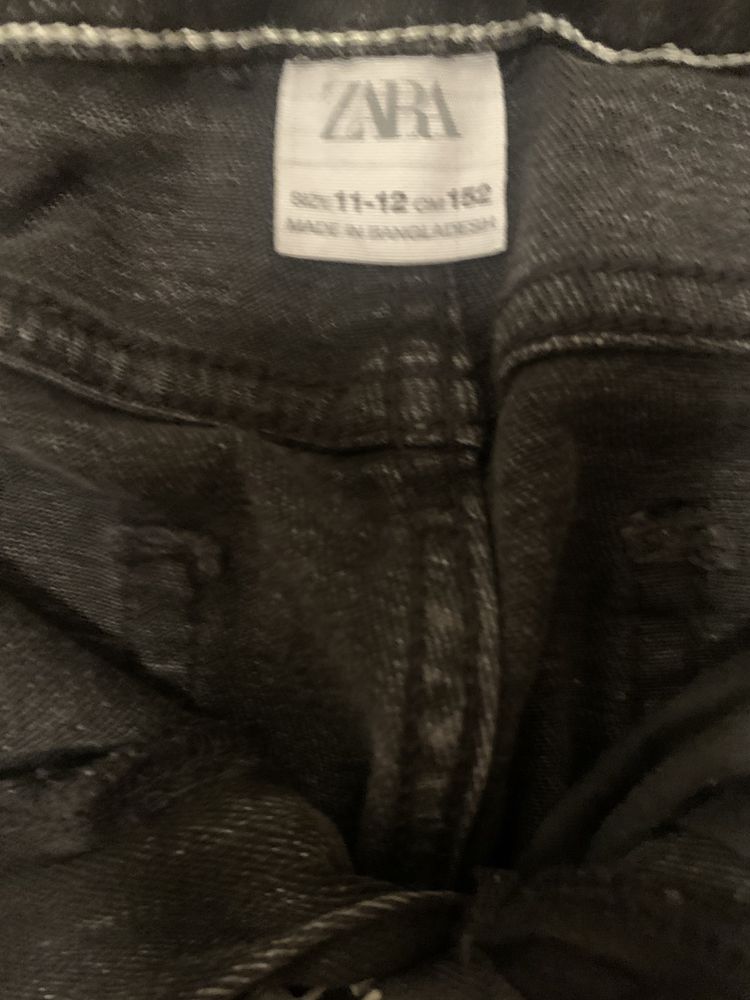 ZARA
SIZE 11-12 CM 152
MADE IN BANGLADESH